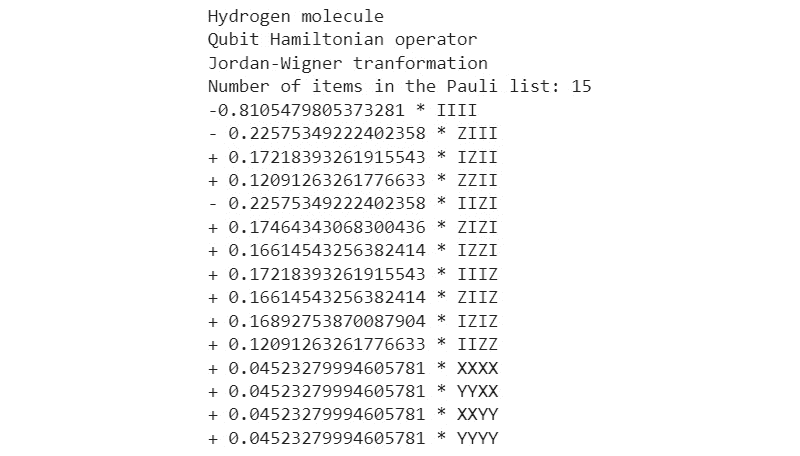 Hydrogen molecule
Qubit Hamiltonian operator
Jordan-Wigner tranformation
Number of items in the Pauli list: 15
-0.8105479805373281 * IIII
- 0.22575349222402358 * ZIII
+ 0.17218393261915543 * IZII
+ 0.12091263261776633 * ZZII
- 0.22575349222402358 * IIZI
+ 0.17464343068300436 * ZIZI
+ 0.16614543256382414 * IZZI
+ 0.17218393261915543 * IIIZ
+ 0.16614543256382414 * ZIIZ
+ 0.16892753870087904 * IZIZ
+ 0.12091263261776633 * IIZZ
+ 0.04523279994605781 * XXXX
+ 0.04523279994605781 * YYXX
+ 0.04523279994605781 * XXYY
+ 0.04523279994605781 * YYYY